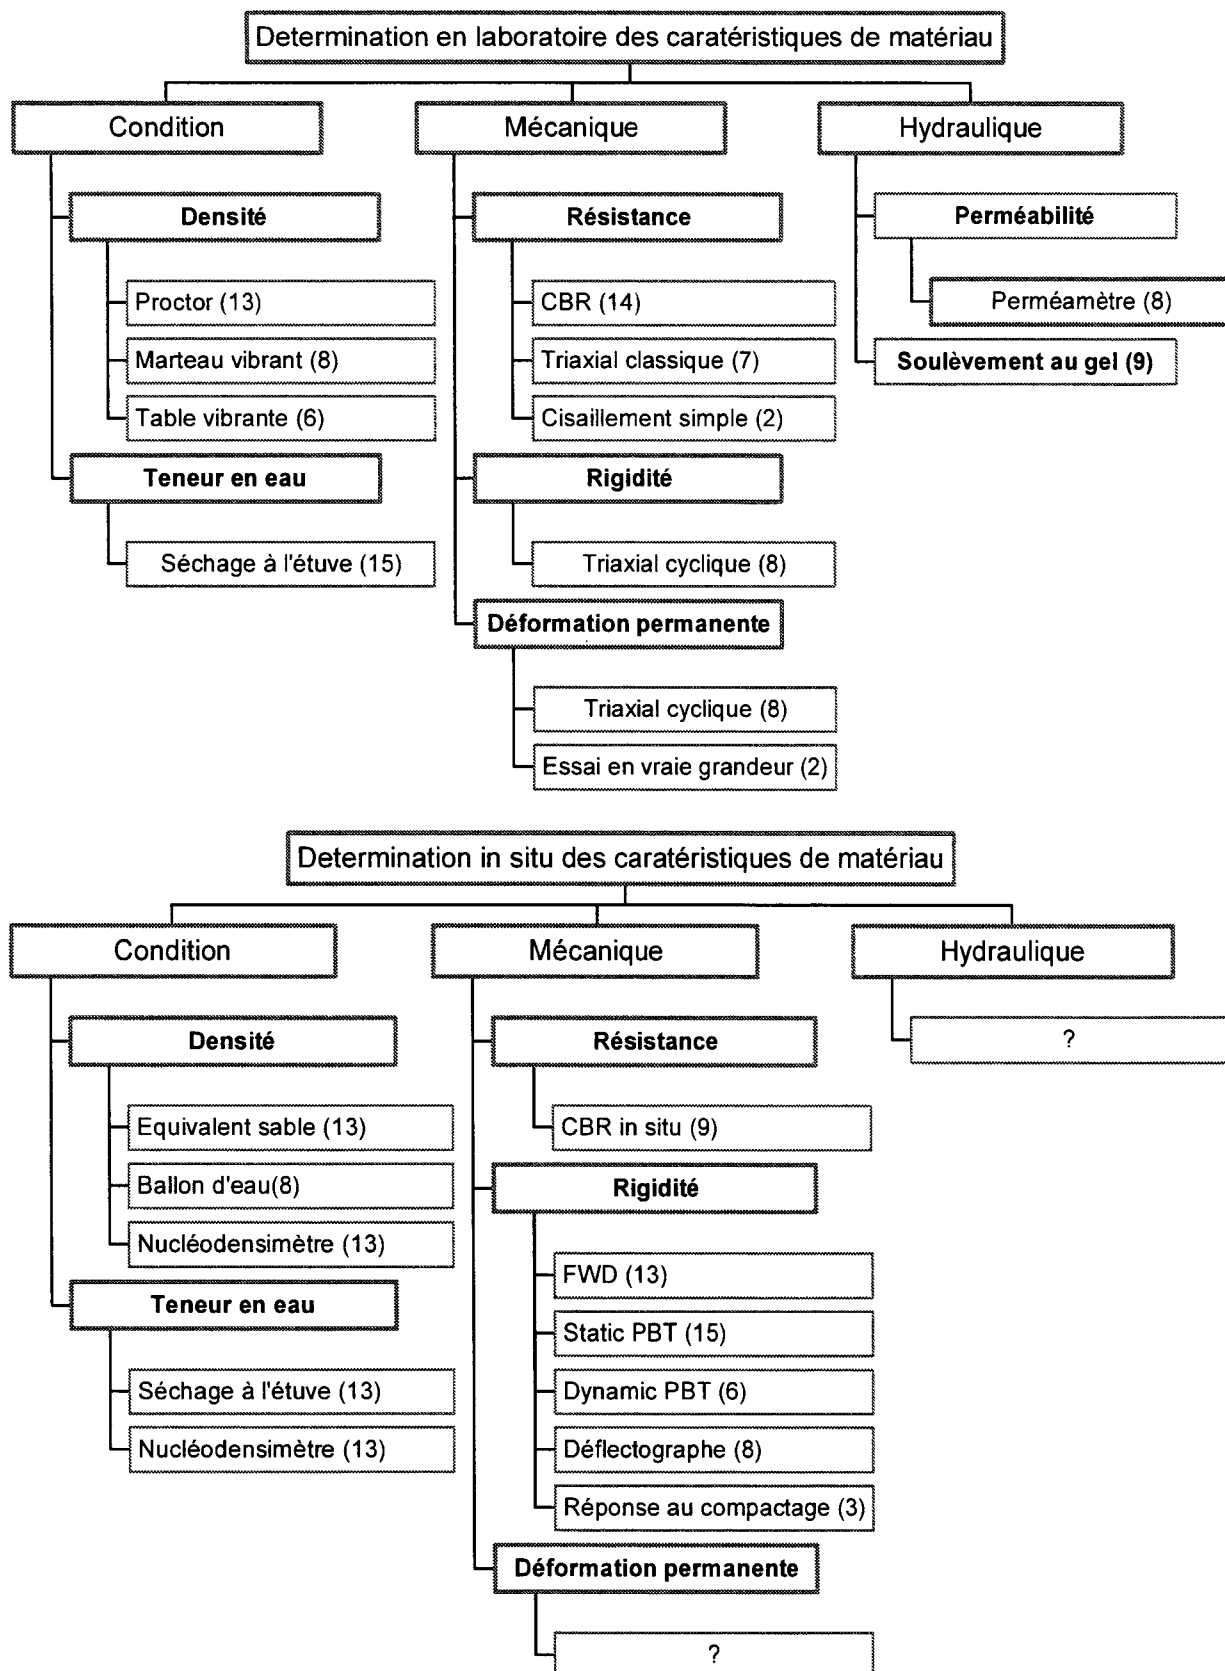 Determination en laboratoire des caratéristiques de matériau
Condition
Mécanique
Hydraulique
Densité
Proctor (13)
Marteau vibrant (8)
Table vibrante (6)
Teneur en eau
Séchage à l'étuve (15)
Résistance
CBR (14)
Triaxial classique (7)
Cisaillement simple (2)
Rigidité
Triaxial cyclique (8)
Déformation permanente
Triaxial cyclique (8)
Essai en vraie grandeur (2)
Perméabilité
Perméamètre (8)
Soulèvement au gel (9)
Determination in situ des caratéristiques de matériau
Condition
Mécanique
Hydraulique
Densité
Equivalent sable (13)
Ballon d'eau(8)
Nucléodensimètre (13)
Teneur en eau
Séchage à l'étuve (13)
Nucléodensimètre (13)
Résistance
CBR in situ (9)
Rigidité
FWD (13)
Static PBT (15)
Dynamic PBT (6)
Déflectographe (8)
Réponse au compactage (3)
Déformation permanente
?
?